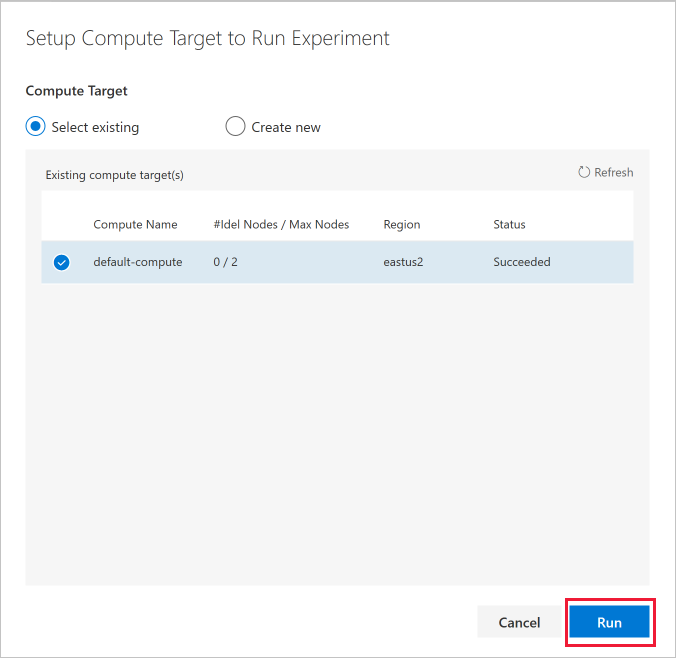 Setup Compute Target to Run Experiment
Compute Target
Select existing Create new
Existing compute target(s) Refresh
Compute Name #Idel Nodes / Max Nodes Region Status
default-compute 0 / 2 eastus2 Succeeded
Cancel Run